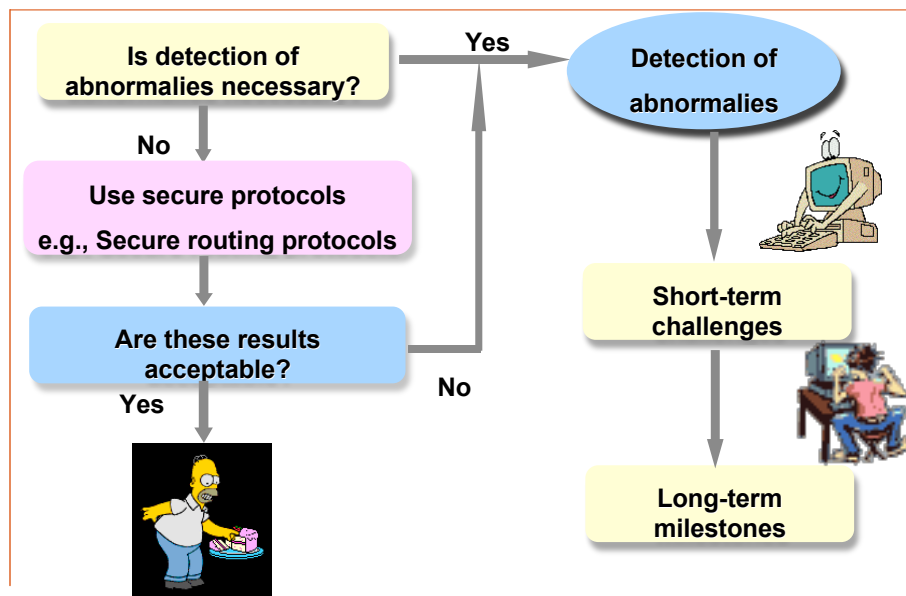 Is detection of
abnormalies necessary?
Yes
Detection of
abnormalies
No
Use secure protocols
e.g., Secure routing protocols
Are these results
acceptable?
No
Yes
Short-term
challenges
Long-term
milestones